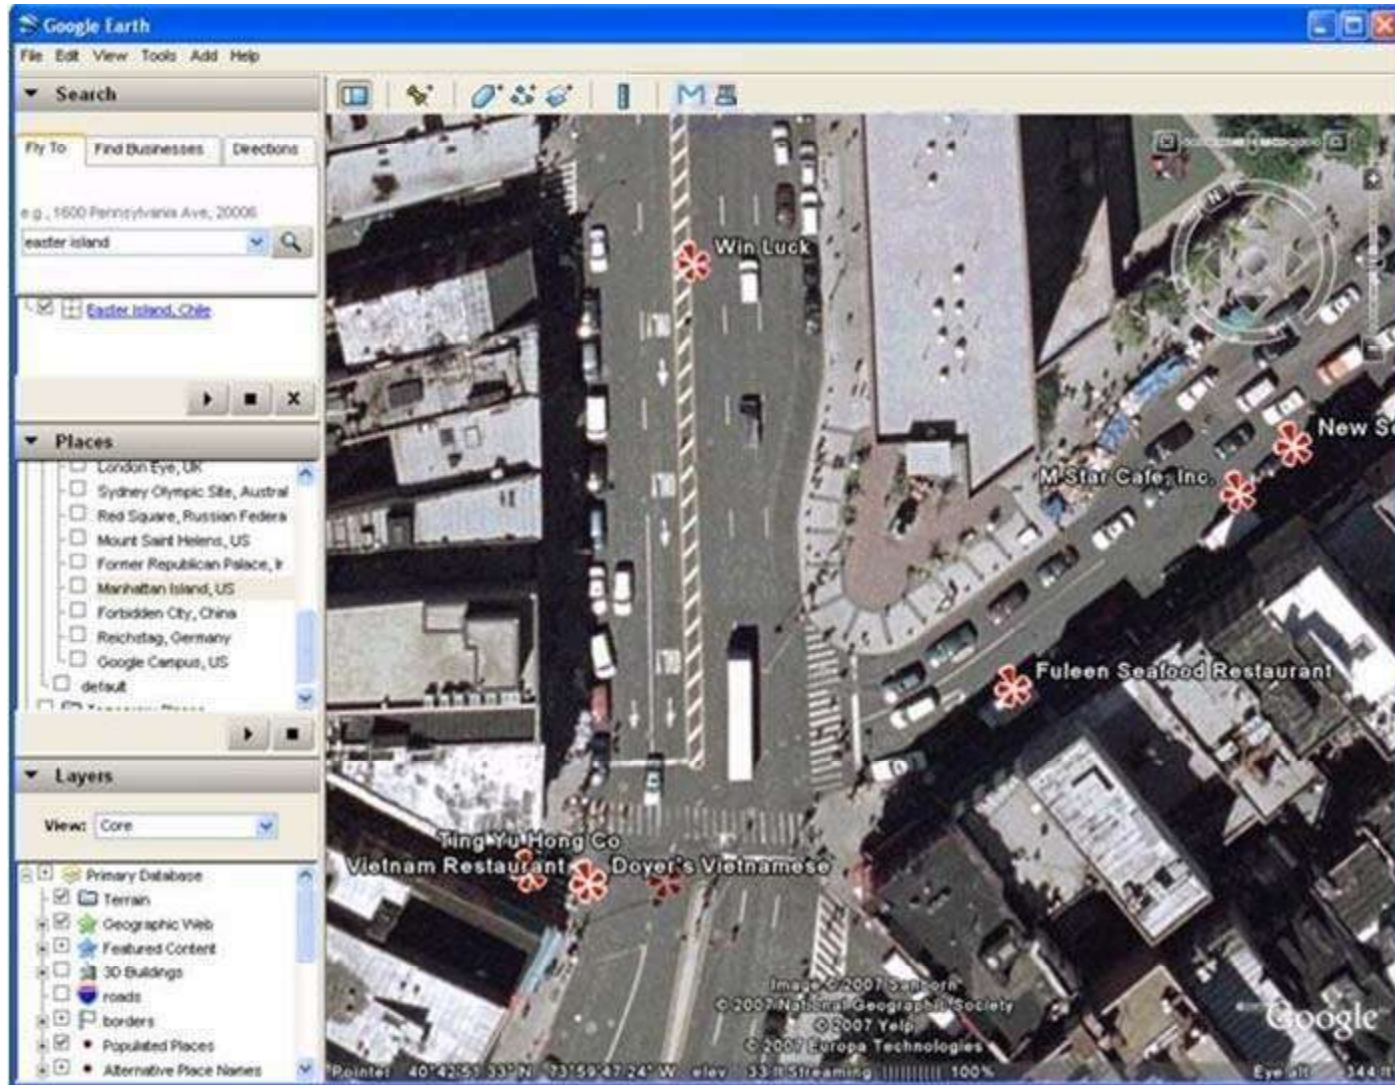 Google Earth
File Edit View Tools Add Help
Search
Fly To Find Businesses Directions
e.g., 1600 Pennsylvania Ave, 20006
easter island
Easter Island, Chile
Places
London Eye, UK
Sydney Olympic Site, Austral
Red Square, Russian Federa
Mount Saint Helens, US
Former Republican Palace, Ir
Manhattan Island, US
Forbidden City, China
Reichstag, Germany
Google Campus, US
default
Layers
View: Core
Primary Database
Terrain
Geographic Web
Featured Content
3D Buildings
roads
borders
Populated Places
Alternative Place Names
N
Win Luck
New S
M Star Cafe, Inc.
Fuleen Seafood Restaurant
Ting Yu Hong Co
Vietnam Restaurant Doyer's Vietnamese
Image © 2007 Sanborn
© 2007 National Geographic Society
© 2007 Yelp
© 2007 Europa Technologies
Google
Pointer 40°42'51.33" N 73°59'47.24" W elev 33 ft Streaming |||||||||| 100% Eye alt 344 ft